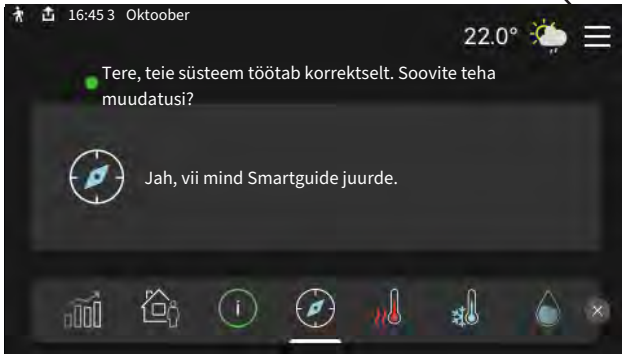 16:45 3 Oktoober
22.0°
Tere, teie süsteem töötab korrektselt. Soovite teha
muudatusi?
Jah, vii mind Smartguide juurde.